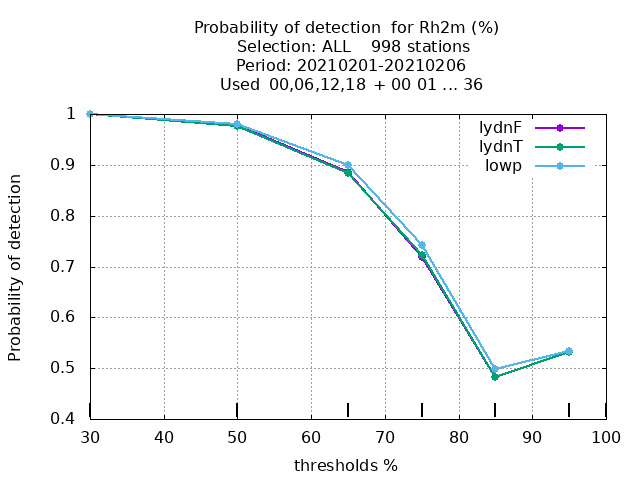 Probability of detection for Rh2m (%)
Selection: ALL 998 stations
Period: 20210201-20210206
Used 00,06,12,18 + 00 01 ... 36
lydnF
lydnT
lowp
Probability of detection
1
0.9
0.8
0.7
0.6
0.5
0.4
30 40 50 60 70 80 90 100
thresholds %